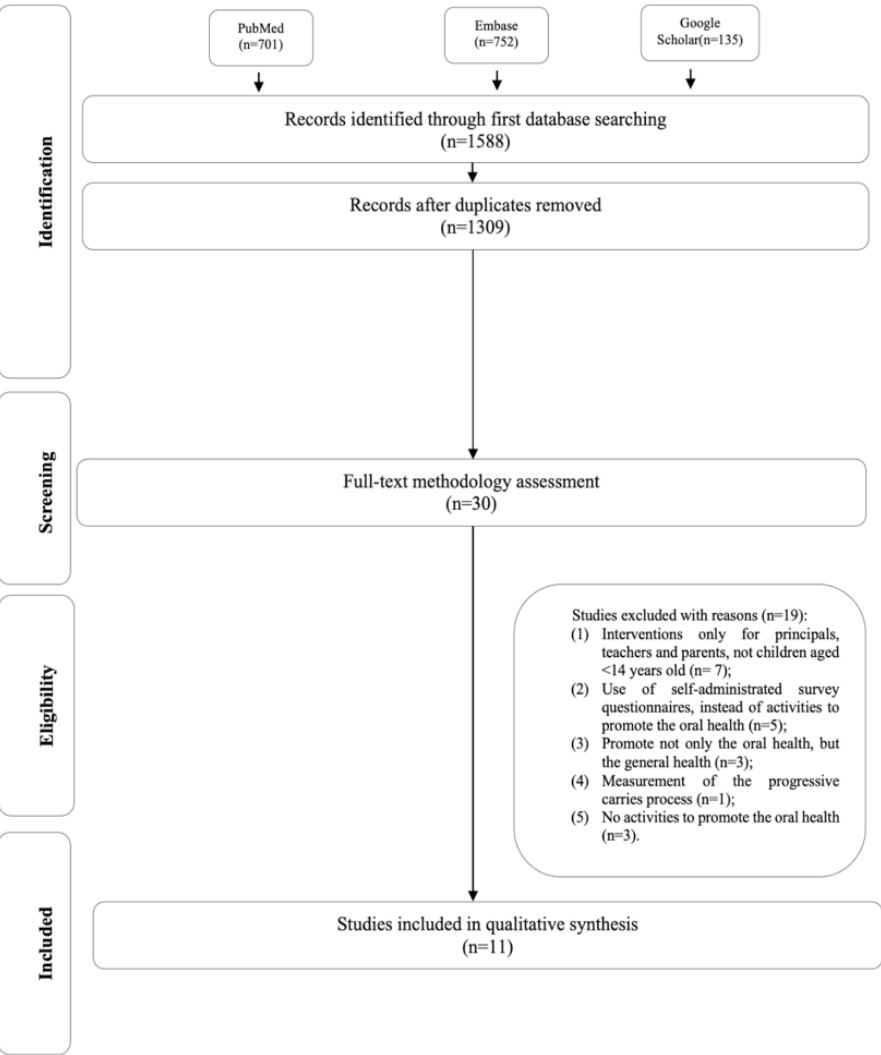 PubMed
(n=701)
Embase
(n=752)
Google
Scholar(n=135)
Identification
Records identified through first database searching
(n=1588)
Records after duplicates removed
(n=1309)
Screening
Full-text methodology assessment
(n=30)
Eligibility
Studies excluded with reasons (n=19):
(1) Interventions only for principals,
teachers and parents, not children aged
<14 years old (n= 7);
(2) Use of self-administrated survey
questionnaires, instead of activities to
promote the oral health (n=5);
(3) Promote not only the oral health, but
the general health (n=3);
(4) Measurement of the progressive
carries process (n=1);
(5) No activities to promote the oral health
(n=3).
Included
Studies included in qualitative synthesis
(n=11)